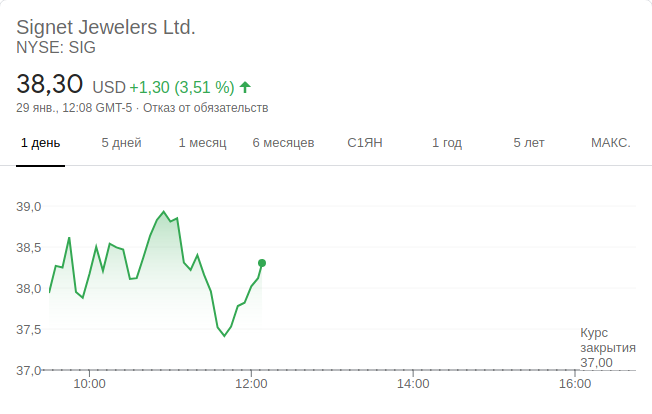 Signet Jewelers Ltd.
NYSE: SIG
38,30 USD +1,30 (3,51 %)
29 янв., 12:08 GMT-5 · Отказ от обязательств
1 день 5 дней 1 месяц 6 месяцев С1ЯН 1 год 5 лет МАКС.
39,0
38,5
38,0
37,5
Курс
закрытия
37,00
37,0
10:00 12:00 14:00 16:00